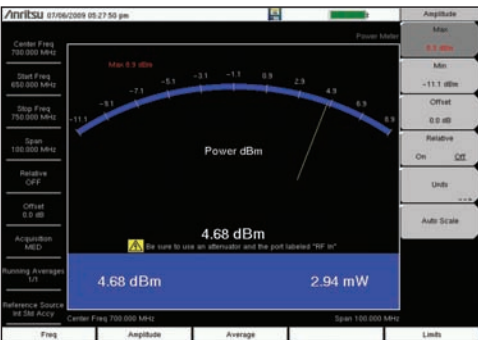 Anritsu 07/06/2009 05:27:50 pm
Power Meter
Center Freq
700.000 MHz
Start Freq
650.000 MHz
Stop Freq
750.000 MHz
Span
100.000 MHz
Relative
OFF
Offset
0.0 dB
Acquisition
MED
Running Averages
1/1
Reference Source
Int Std Accy
Max 8.9 dBm
-11.1
-9.1
-7.1
-5.1
-3.1
-1.1
0.9
2.9
4.9
6.9
8.9
Power dBm
4.68 dBm
Be sure to use an attenuator and the port labeled "RF In"
4.68 dBm
2.94 mW
Center Freq 700.000 MHz
Span 100.000 MHz
Amplitude
Max
8.9 dBm
Min
-11.1 dBm
Offset
0.0 dB
Relative
On Off
Units
---
Auto Scale
Freq
Amplitude
Average
Limits